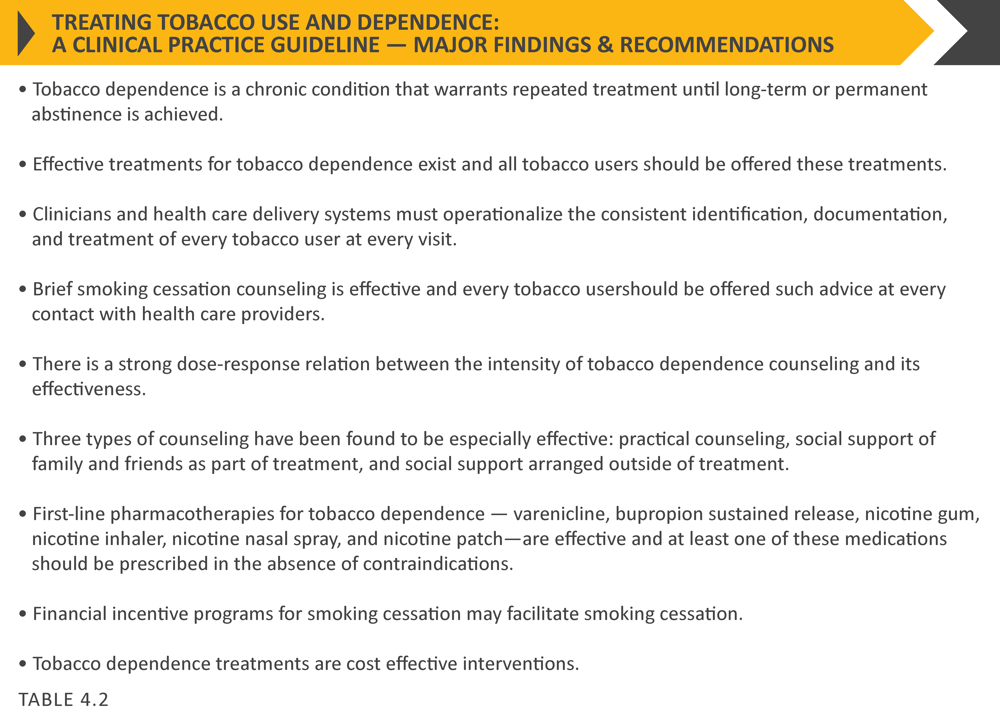 TREATING TOBACCO USE AND DEPENDENCE:
A CLINICAL PRACTICE GUIDELINE — MAJOR FINDINGS & RECOMMENDATIONS
• Tobacco dependence is a chronic condition that warrants repeated treatment until long-term or permanent
abstinence is achieved.
• Effective treatments for tobacco dependence exist and all tobacco users should be offered these treatments.
• Clinicians and health care delivery systems must operationalize the consistent identification, documentation,
and treatment of every tobacco user at every visit.
• Brief smoking cessation counseling is effective and every tobacco usershould be offered such advice at every
contact with health care providers.
• There is a strong dose-response relation between the intensity of tobacco dependence counseling and its
effectiveness.
• Three types of counseling have been found to be especially effective: practical counseling, social support of
family and friends as part of treatment, and social support arranged outside of treatment.
• First-line pharmacotherapies for tobacco dependence — varenicline, bupropion sustained release, nicotine gum,
nicotine inhaler, nicotine nasal spray, and nicotine patch—are effective and at least one of these medications
should be prescribed in the absence of contraindications.
• Financial incentive programs for smoking cessation may facilitate smoking cessation.
• Tobacco dependence treatments are cost effective interventions.
TABLE 4.2